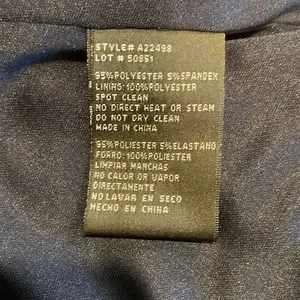 STYLE# A22498
LOT # 50851
95%POLYESTER 5%SPANDEX
LINING: 100%POLYESTER
SPOT CLEAN
NO DIRECT HEAT OR STEAM
DO NOT DRY CLEAN
MADE IN CHINA
95%POLIESTER 5%ELASTANO
FORRO: 100%POLIESTER
LIMPIAR MANCHAS
NO CALOR O VAPOR
DIRECTAMENTE
NO LAVAR EN SECO
HECHO EN CHINA